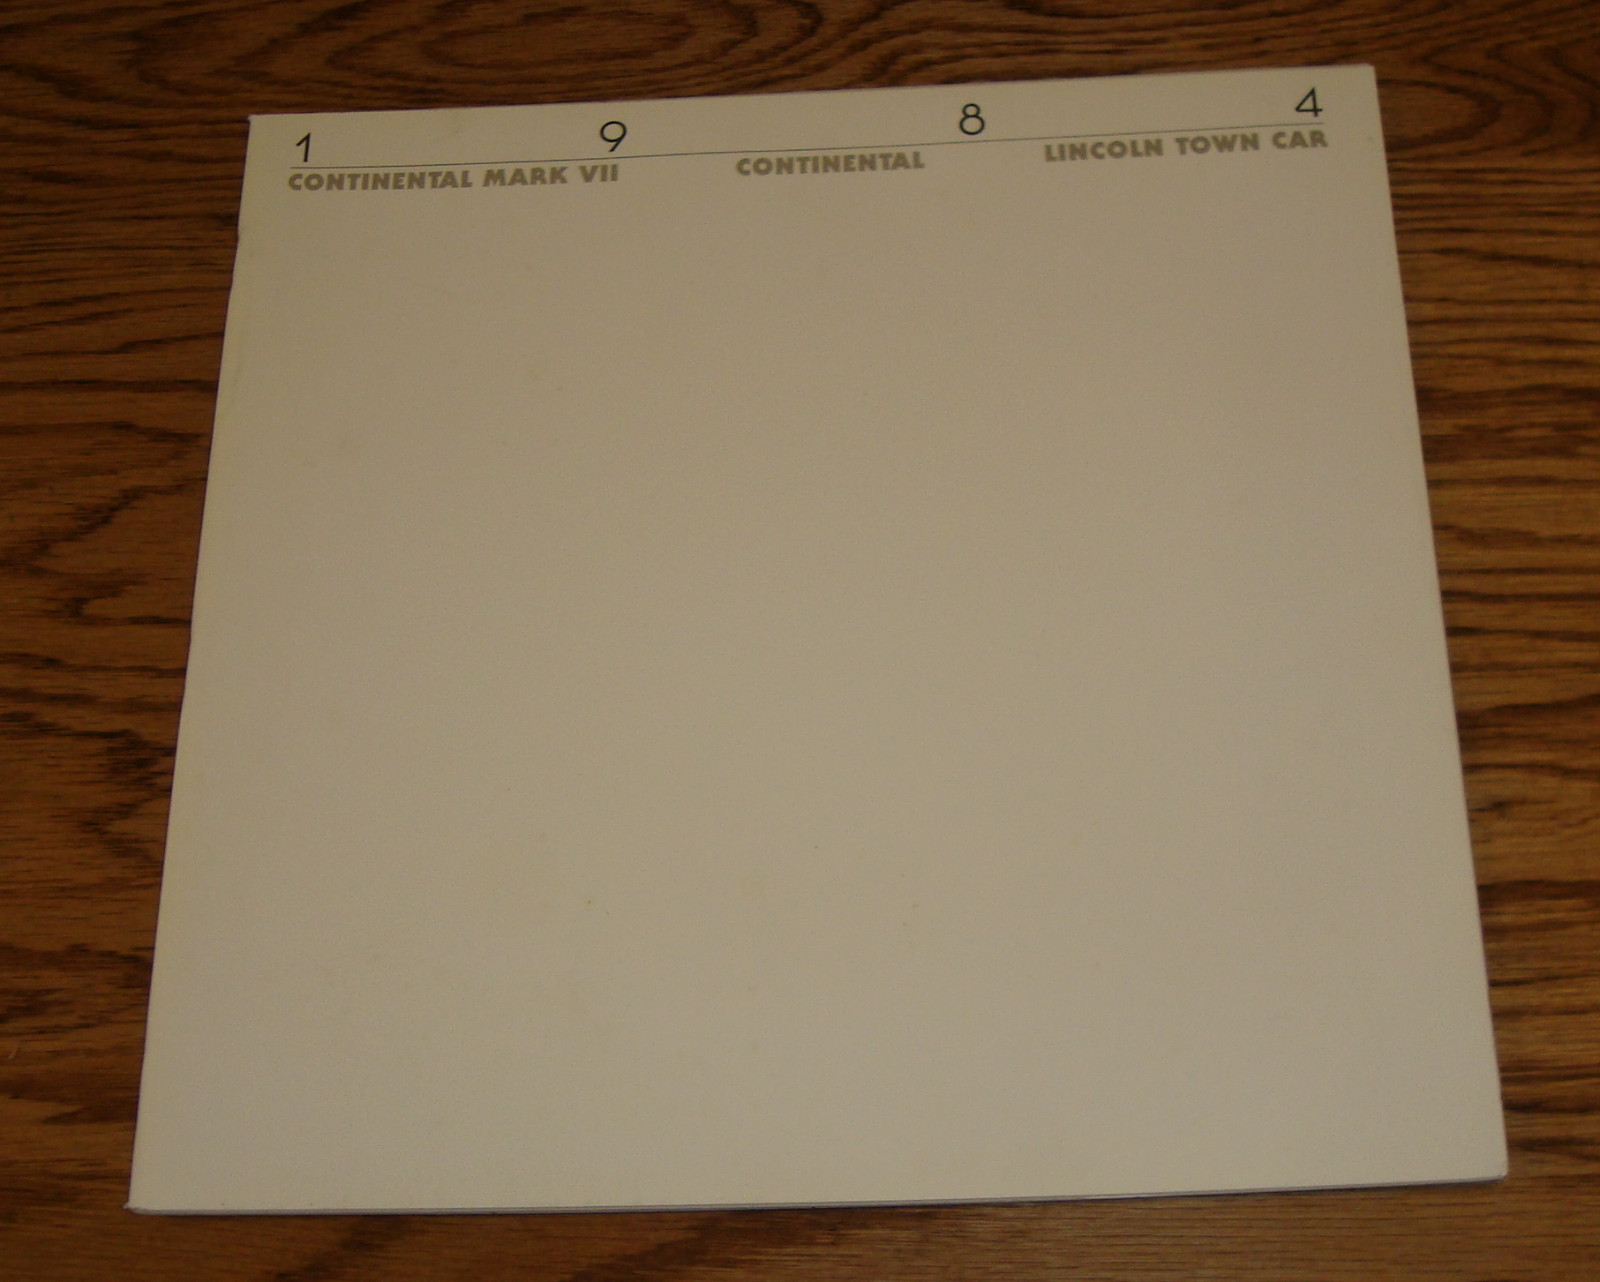 1 9 8 4
CONTINENTAL MARK VII CONTINENTAL LINCOLN TOWN CAR